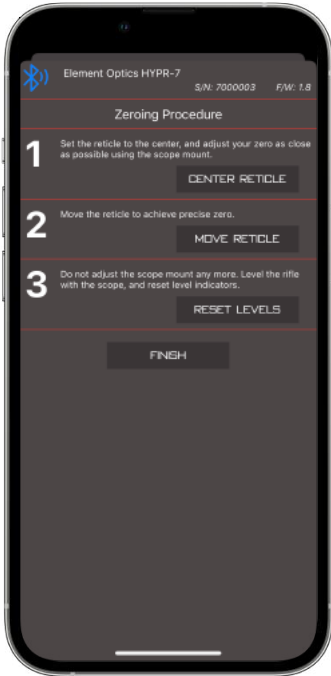 Element Optics HYPR-7
S/N: 7000003 F/W: 1.8
Zeroing Procedure
1
Set the reticle to the center, and adjust your zero as close
as possible using the scope mount.
CENTER RETICLE
2
Move the reticle to achieve precise zero.
MOVE RETICLE
3
Do not adjust the scope mount any more. Level the rifle
with the scope, and reset level indicators.
RESET LEVELS
FINISH